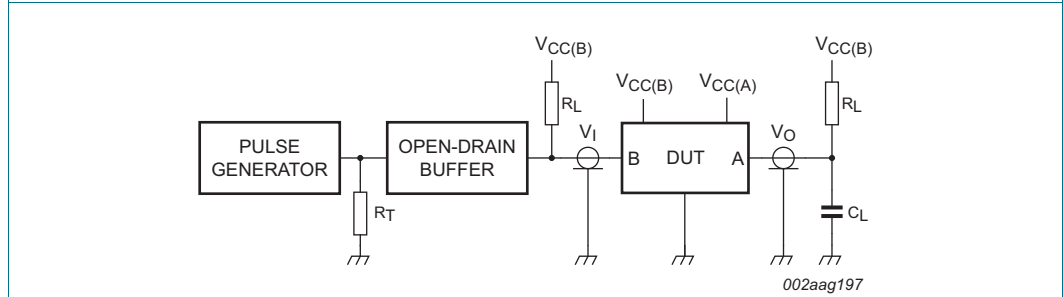 VCC(B)
VCC(B)
VCC(B)
VCC(A)
RL
RL
PULSE
GENERATOR
OPEN-DRAIN
BUFFER
VI
B
DUT
A
VO
RT
CL
002aag197